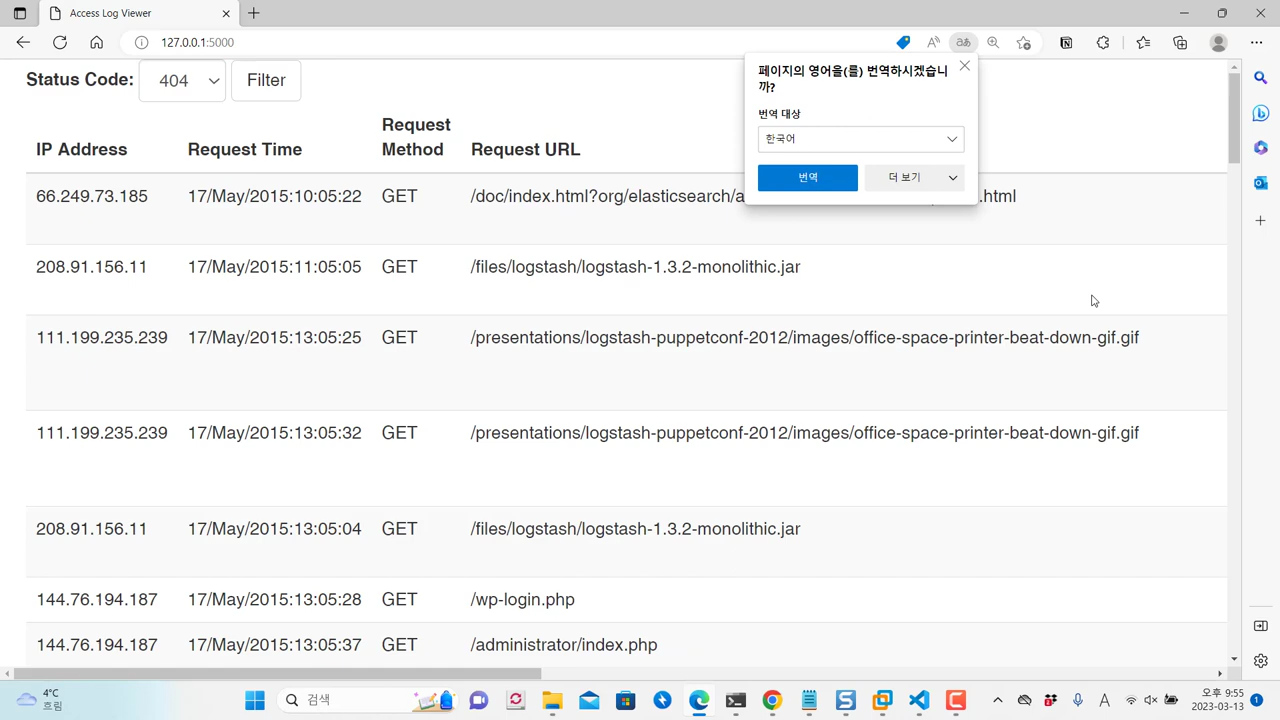 Access Log Viewer
127.0.0.1:5000
페이지의 영어을(를) 번역하시겠습니
까?
번역 대상
한국어
번역
더 보기
Status Code:
404
Filter
IP Address
Request Time
Request
Method
Request URL
66.249.73.185 17/May/2015:10:05:22 GET /doc/index.html?org/elasticsearch/a .html
208.91.156.11 17/May/2015:11:05:05 GET /files/logstash/logstash-1.3.2-monolithic.jar
111.199.235.239 17/May/2015:13:05:25 GET /presentations/logstash-puppetconf-2012/images/office-space-printer-beat-down-gif.gif
111.199.235.239 17/May/2015:13:05:32 GET /presentations/logstash-puppetconf-2012/images/office-space-printer-beat-down-gif.gif
208.91.156.11 17/May/2015:13:05:04 GET /files/logstash/logstash-1.3.2-monolithic.jar
144.76.194.187 17/May/2015:13:05:28 GET /wp-login.php
144.76.194.187 17/May/2015:13:05:37 GET /administrator/index.php
4°C
흐림
검색
A
오후 9:55
2023-03-13